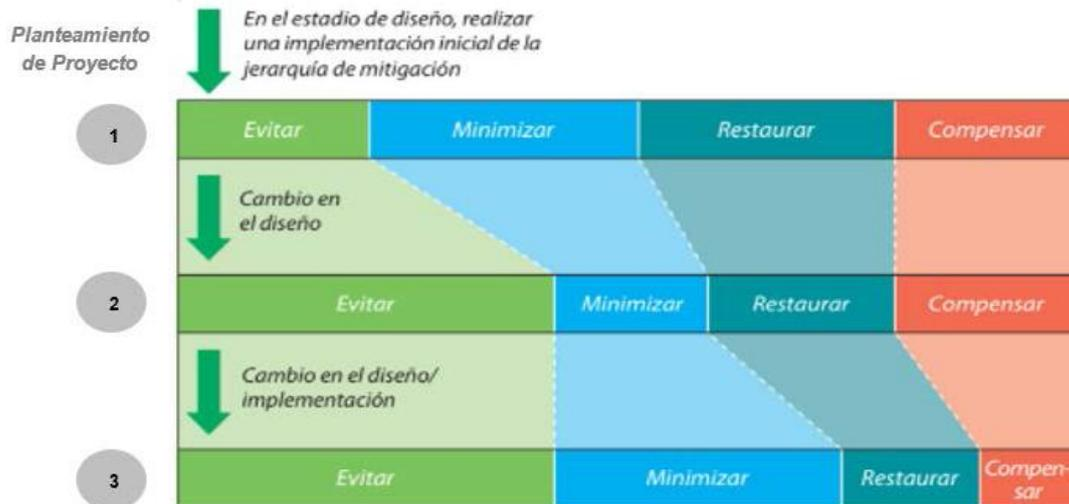 Planteamiento
de Proyecto
En el estadio de diseño, realizar
una implementación inicial de la
jerarquía de mitigación
1
Evitar
Minimizar
Restaurar
Compensar
Cambio en
el diseño
2
Evitar
Minimizar
Restaurar
Compensar
Cambio en el diseño/
implementación
3
Evitar
Minimizar
Restaurar
Compen-
sar